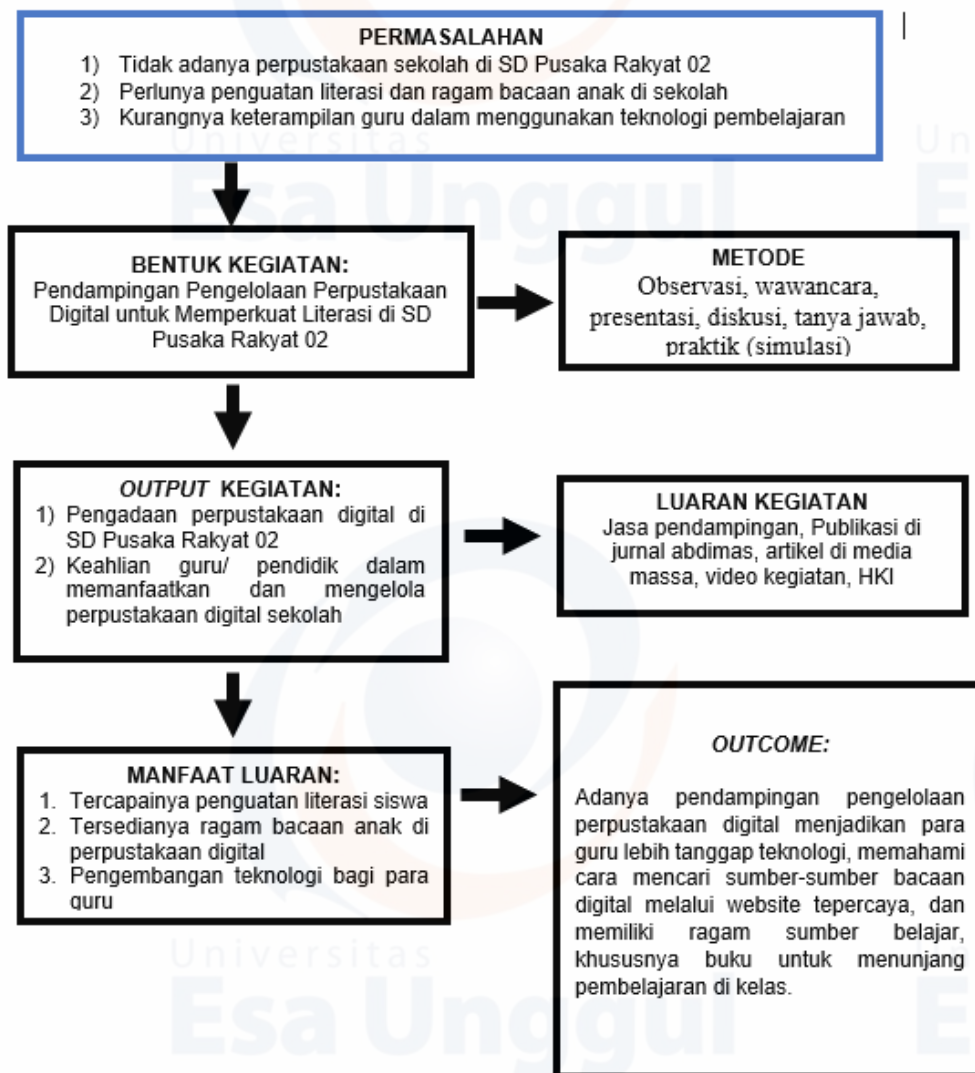 PERMASALAHAN
1) Tidak adanya perpustakaan sekolah di SD Pusaka Rakyat 02
2) Perlunya penguatan literasi dan ragam bacaan anak di sekolah
3) Kurangnya keterampilan guru dalam menggunakan teknologi pembelajaran
Universitas
Esa Unggul
Un
E
BENTUK KEGIATAN:
Pendampingan Pengelolaan Perpustakaan
Digital untuk Memperkuat Literasi di SD
Pusaka Rakyat 02
METODE
Observasi, wawancara,
presentasi, diskusi, tanya jawab,
praktik (simulasi)
OUTPUT KEGIATAN:
1) Pengadaan perpustakaan digital di
SD Pusaka Rakyat 02
2) Keahlian guru/ pendidik dalam
memanfaatkan dan mengelola
perpustakaan digital sekolah
LUARAN KEGIATAN
Jasa pendampingan, Publikasi di
jurnal abdimas, artikel di media
massa, video kegiatan, HKI
MANFAAT LUARAN:
1. Tercapainya penguatan literasi siswa
2. Tersedianya ragam bacaan anak di
perpustakaan digital
3. Pengembangan teknologi bagi para
guru
OUTCOME:
Adanya pendampingan pengelolaan
perpustakaan digital menjadikan para
guru lebih tanggap teknologi, memahami
cara mencari sumber-sumber bacaan
digital melalui website tepercaya, dan
memiliki ragam sumber belajar,
khususnya buku untuk menunjang
pembelajaran di kelas.
Universitas
Esa Unggul
Un
E